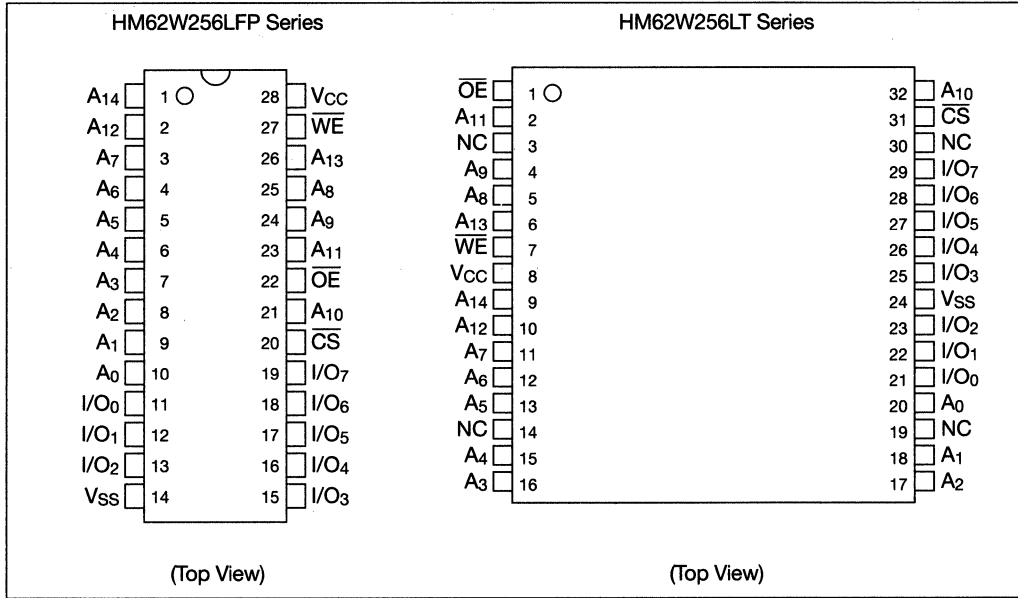 HM62W256LFP Series
A14 1 28 VCC
A12 2 27 W̅E̅
A7 3 26 A13
A6 4 25 A8
A5 5 24 A9
A4 6 23 A11
A3 7 22 O̅E̅
A2 8 21 A10
A1 9 20 C̅S̅
A0 10 19 I/O7
I/O0 11 18 I/O6
I/O1 12 17 I/O5
I/O2 13 16 I/O4
VSS 14 15 I/O3
(Top View)
HM62W256LT Series
O̅E̅ 1 32 A10
A11 2 31 C̅S̅
NC 3 30 NC
A9 4 29 I/O7
A8 5 28 I/O6
A13 6 27 I/O5
W̅E̅ 7 26 I/O4
VCC 8 25 I/O3
A14 9 24 VSS
A12 10 23 I/O2
A7 11 22 I/O1
A6 12 21 I/O0
A5 13 20 A0
NC 14 19 NC
A4 15 18 A1
A3 16 17 A2
(Top View)